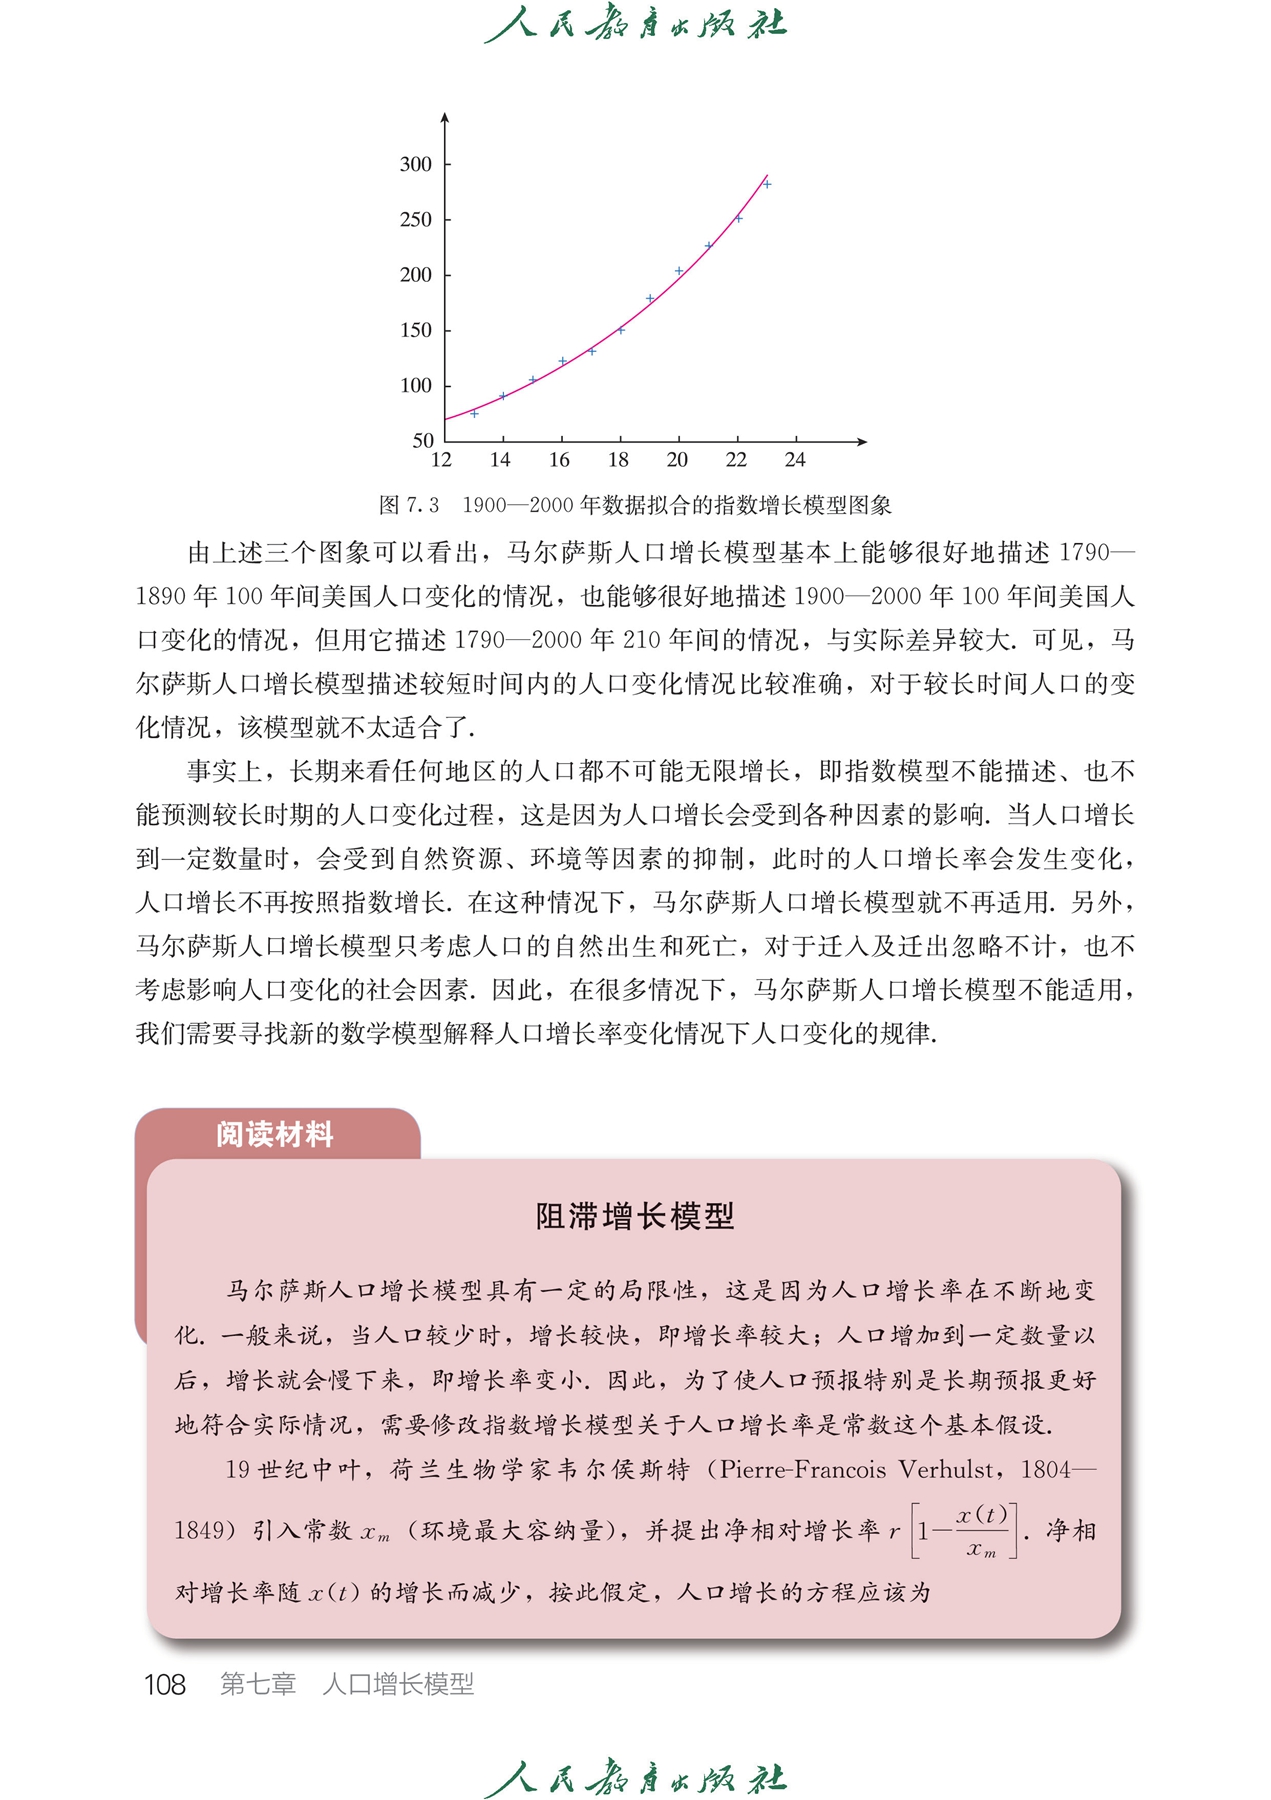 人民教育出版社
300
250
200
150
100
50
12 14 16 18 20 22 24
图 7.3 1900—2000 年数据拟合的指数增长模型图象
由上述三个图象可以看出，马尔萨斯人口增长模型基本上能够很好地描述 1790—
1890 年 100 年间美国人口变化的情况，也能够很好地描述 1900—2000 年 100 年间美国人
口变化的情况，但用它描述 1790—2000 年 210 年间的情况，与实际差异较大. 可见，马
尔萨斯人口增长模型描述较短时间内的人口变化情况比较准确，对于较长时间人口的变
化情况，该模型就不太适合了.
事实上，长期来看任何地区的人口都不可能无限增长，即指数模型不能描述、也不
能预测较长时期的人口变化过程，这是因为人口增长会受到各种因素的影响. 当人口增长
到一定数量时，会受到自然资源、环境等因素的抑制，此时的人口增长率会发生变化，
人口增长不再按照指数增长. 在这种情况下，马尔萨斯人口增长模型就不再适用. 另外，
马尔萨斯人口增长模型只考虑人口的自然出生和死亡，对于迁入及迁出忽略不计，也不
考虑影响人口变化的社会因素. 因此，在很多情况下，马尔萨斯人口增长模型不能适用，
我们需要寻找新的数学模型解释人口增长率变化情况下人口变化的规律.
阅读材料
阻滞增长模型
马尔萨斯人口增长模型具有一定的局限性，这是因为人口增长率在不断地变
化. 一般来说，当人口较少时，增长较快，即增长率较大；人口增加到一定数量以
后，增长就会慢下来，即增长率变小. 因此，为了使人口预报特别是长期预报更好
地符合实际情况，需要修改指数增长模型关于人口增长率是常数这个基本假设.
19 世纪中叶，荷兰生物学家韦尔侯斯特（Pierre-Francois Verhulst，1804—
1849）引入常数 x_m（环境最大容纳量），并提出净相对增长率 r[1−x(t)/x_m]. 净相
对增长率随 x(t) 的增长而减少，按此假定，人口增长的方程应该为
108 第七章 人口增长模型
人民教育出版社